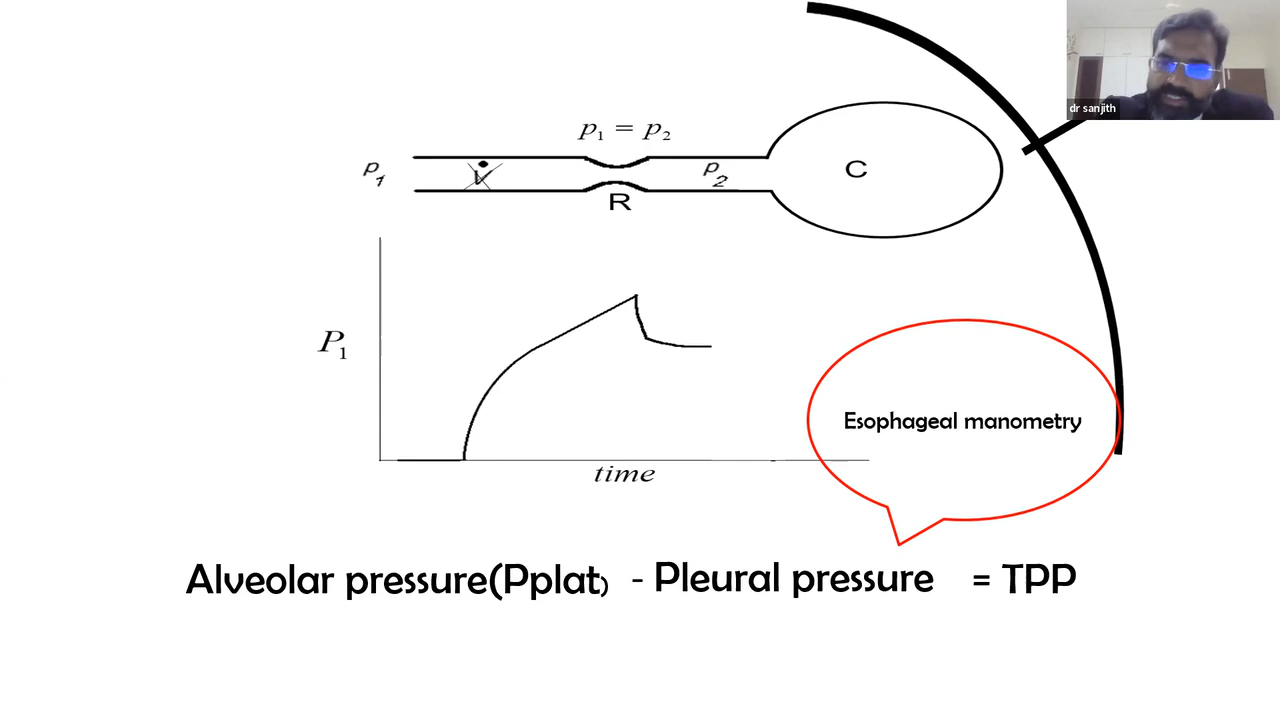 dr sanjith
p₁ = p₂
p₁ V̇ p₂ C
R
P₁
time
Esophageal manometry
Alveolar pressure(Pplat) - Pleural pressure = TPP